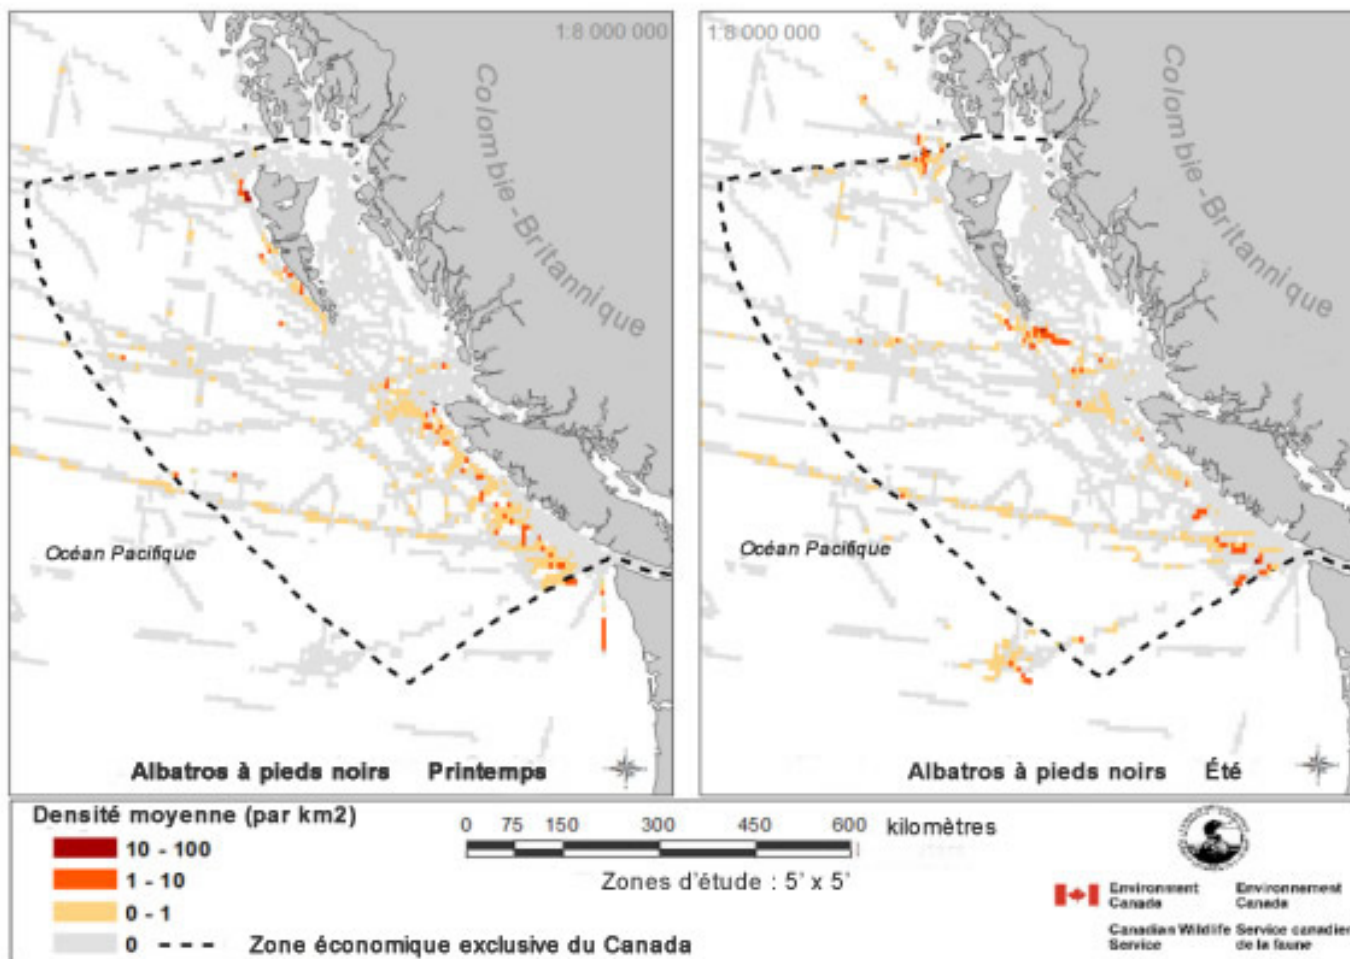 1:8 000 000
Colombie-Britannique
Océan Pacifique
Albatros à pieds noirs Printemps
1:8 000 000
Colombie-Britannique
Océan Pacifique
Albatros à pieds noirs Été
Densité moyenne (par km2)
10 - 100
1 - 10
0 - 1
0
Zone économique exclusive du Canada
0 75 150 300 450 600 kilomètres
Zones d'étude : 5' x 5'
Environment Canada
Environnement Canada
Canadian Wildlife Service
Service canadien de la faune